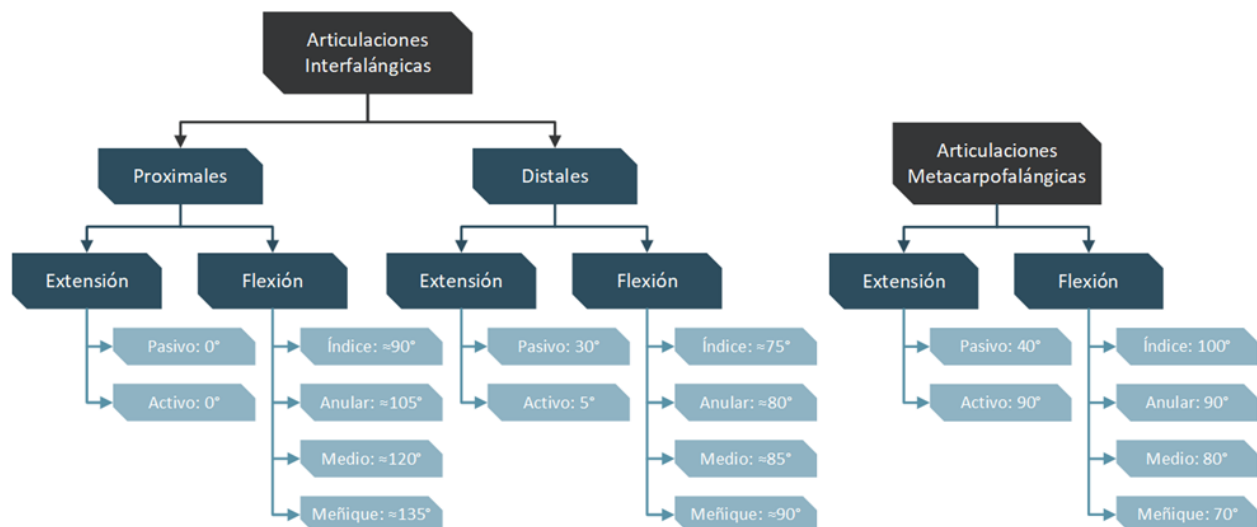 Articulaciones
Interfalángicas
Proximales
Distales
Extensión
Flexión
Extensión
Flexión
Pasivo: 0°
Activo: 0°
Índice: ≈90°
Anular: ≈105°
Medio: ≈120°
Meñique: ≈135°
Pasivo: 30°
Activo: 5°
Índice: ≈75°
Anular: ≈80°
Medio: ≈85°
Meñique: ≈90°
Articulaciones
Metacarpofalángicas
Extensión
Flexión
Pasivo: 40°
Activo: 90°
Índice: 100°
Anular: 90°
Medio: 80°
Meñique: 70°